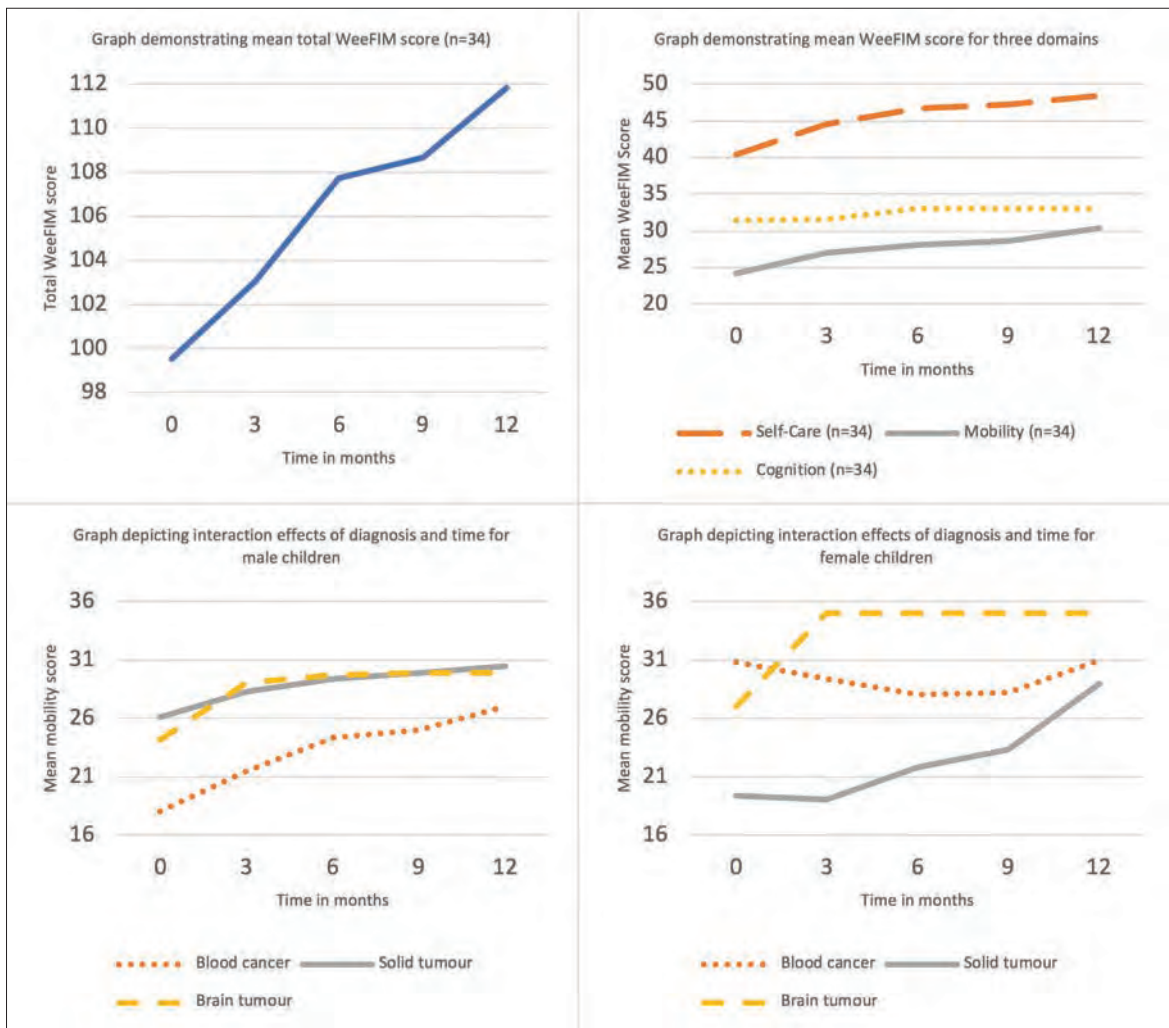 Graph demonstrating mean total WeeFIM score (n=34)
Total WeeFIM score
112
110
108
106
104
102
100
98
0 3 6 9 12
Time in months
Graph demonstrating mean WeeFIM score for three domains
Mean WeeFIM Score
50
45
40
35
30
25
20
0 3 6 9 12
Time in months
Self-Care (n=34) Mobility (n=34)
Cognition (n=34)
Graph depicting interaction effects of diagnosis and time for
male children
Mean mobility score
36
31
26
21
16
0 3 6 9 12
Time in months
Blood cancer Solid tumour
Brain tumour
Graph depicting interaction effects of diagnosis and time for
female children
Mean mobility score
36
31
26
21
16
0 3 6 9 12
Time in months
Blood cancer Solid tumour
Brain tumour